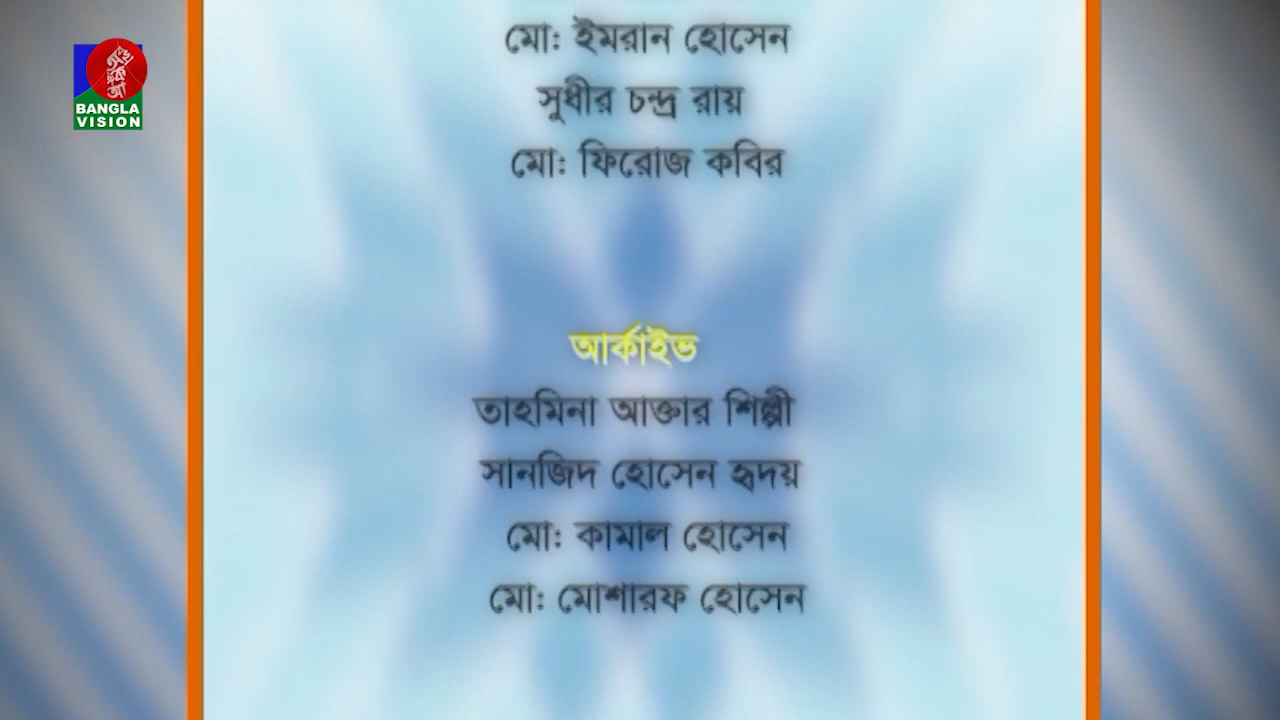 BANGLA
VISION
মো: ইমরান হোসেন
সুধীর চন্দ্র রায়
মো: ফিরোজ কবির
আর্কাইভ
তাহমিনা আক্তার শিল্পী
সানজিদ হোসেন হৃদয়
মো: কামাল হোসেন
মো: মোশারফ হোসেন